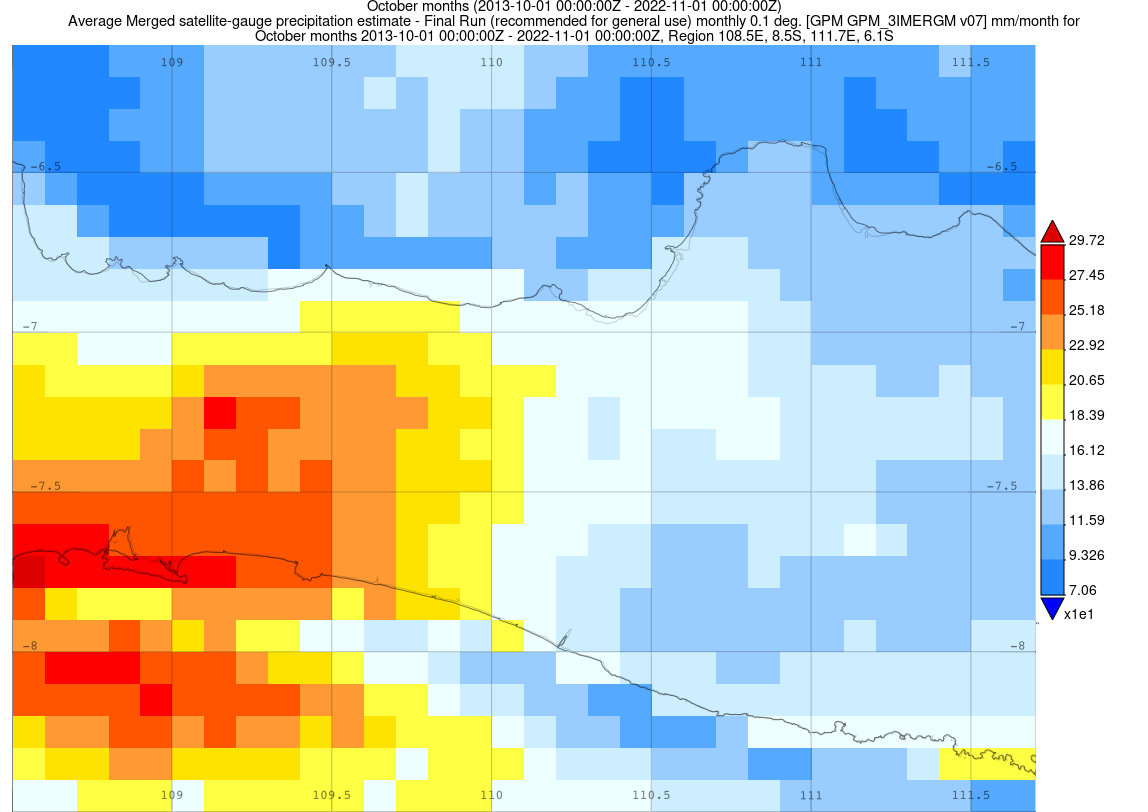 October months (2013-10-01 00:00:00Z - 2022-11-01 00:00:00Z)
Average Merged satellite-gauge precipitation estimate - Final Run (recommended for general use) monthly 0.1 deg. [GPM GPM_3IMERGM v07] mm/month for
October months 2013-10-01 00:00:00Z - 2022-11-01 00:00:00Z, Region 108.5E, 8.5S, 111.7E, 6.1S
109 109.5 110 110.5 111 111.5
-6.5 -6.5
29.72
27.45
25.18
-7 -7
22.92
20.65
18.39
16.12
-7.5 -7.5
13.86
11.59
9.326
7.06
x1e1
-8 -8
109 109.5 110 110.5 111 111.5